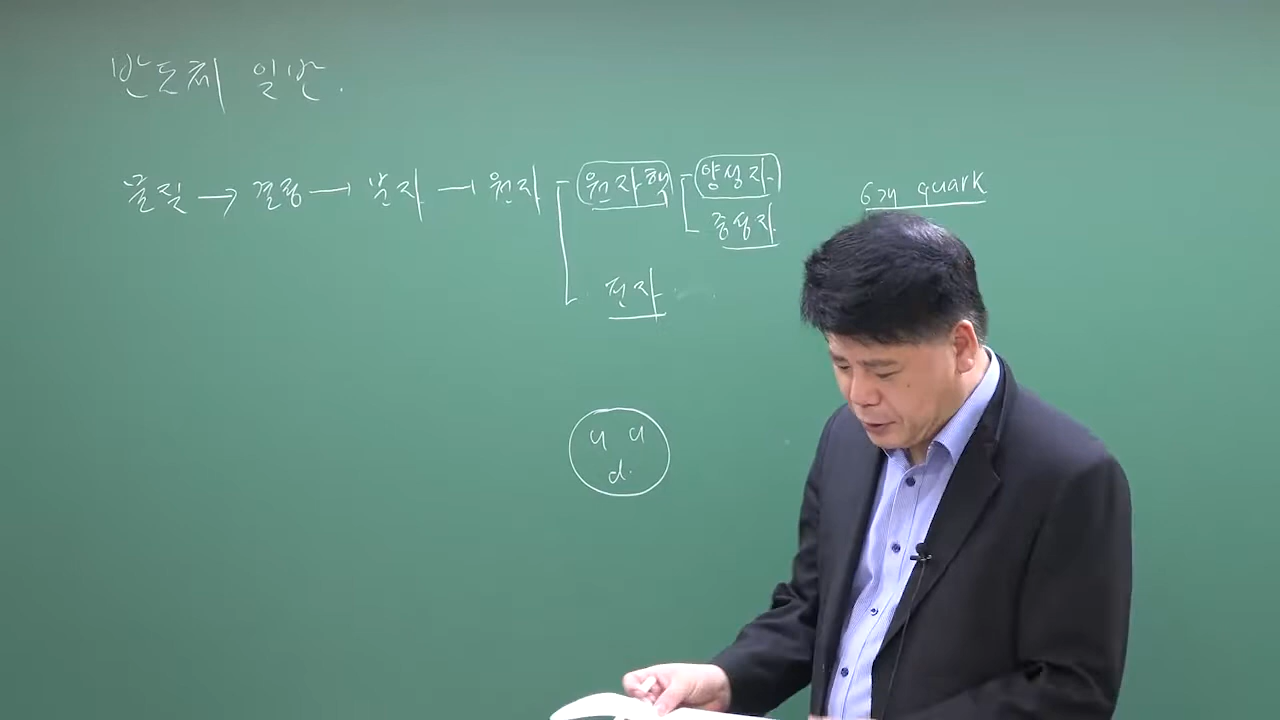 반도체 일반.
물질 → 결정 → 분자 → 원자 원자핵 양성자
중성자
전자
6개 quark
u u
d